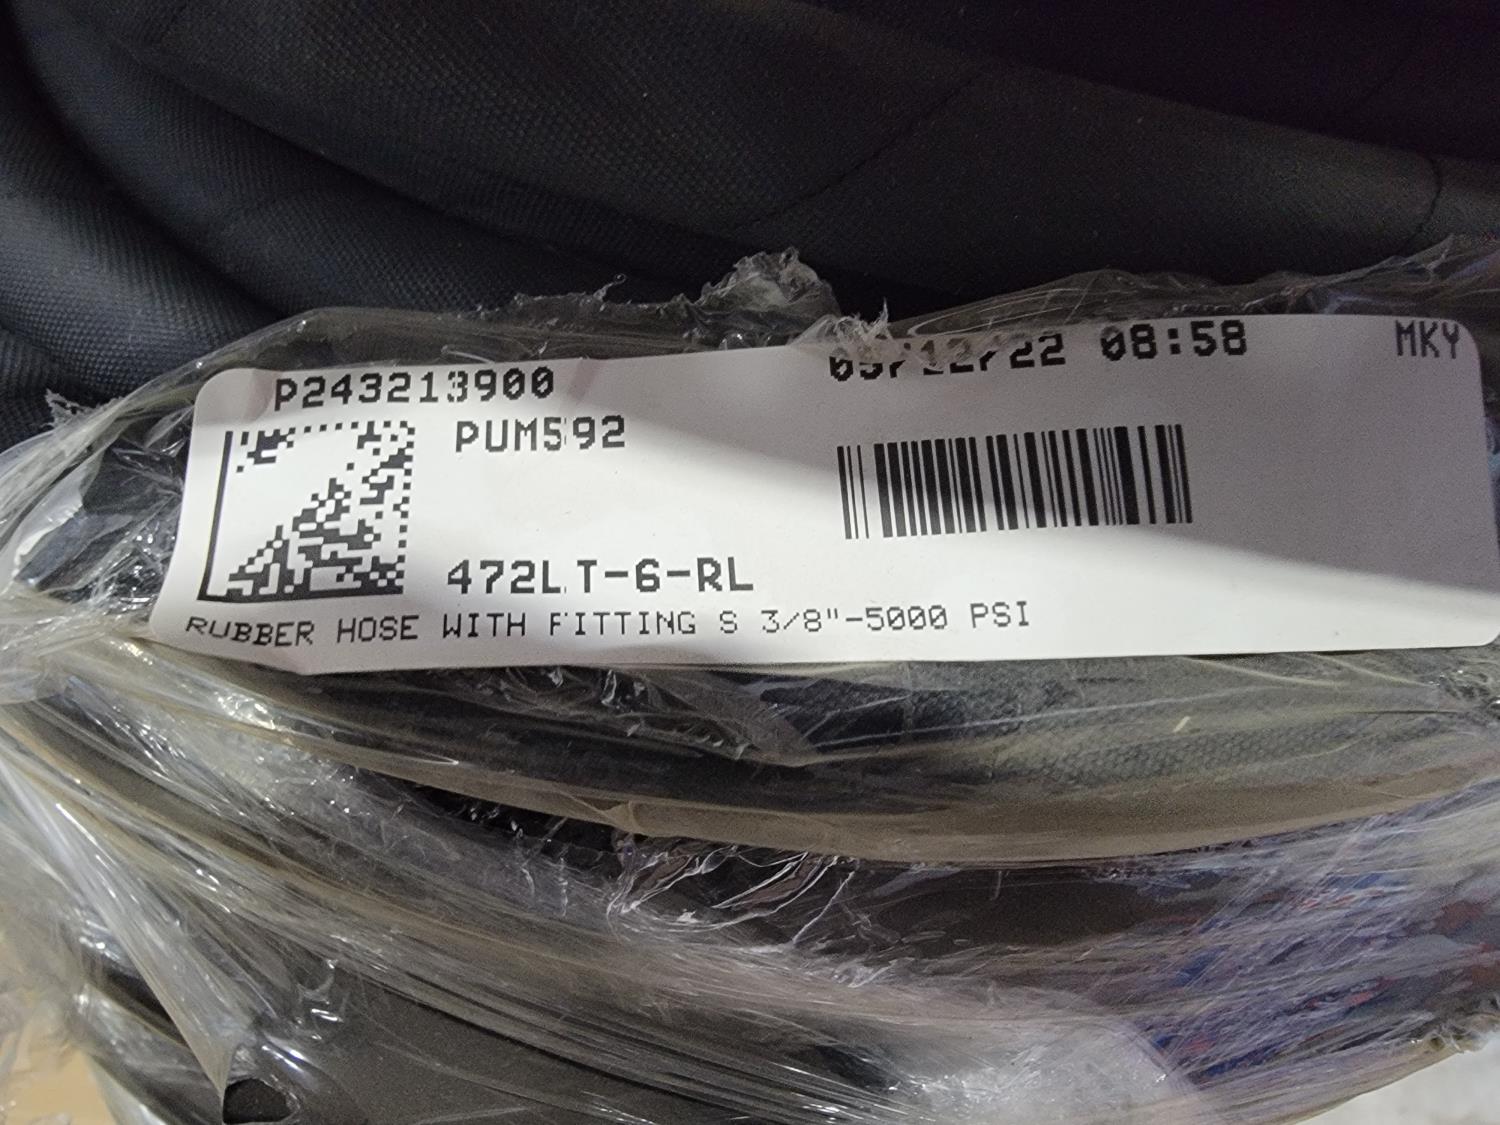 P243213900
08:58
MKY
PUM592
472LT-6-RL
RUBBER HOSE WITH FITTING S 3/8"-5000 PSI